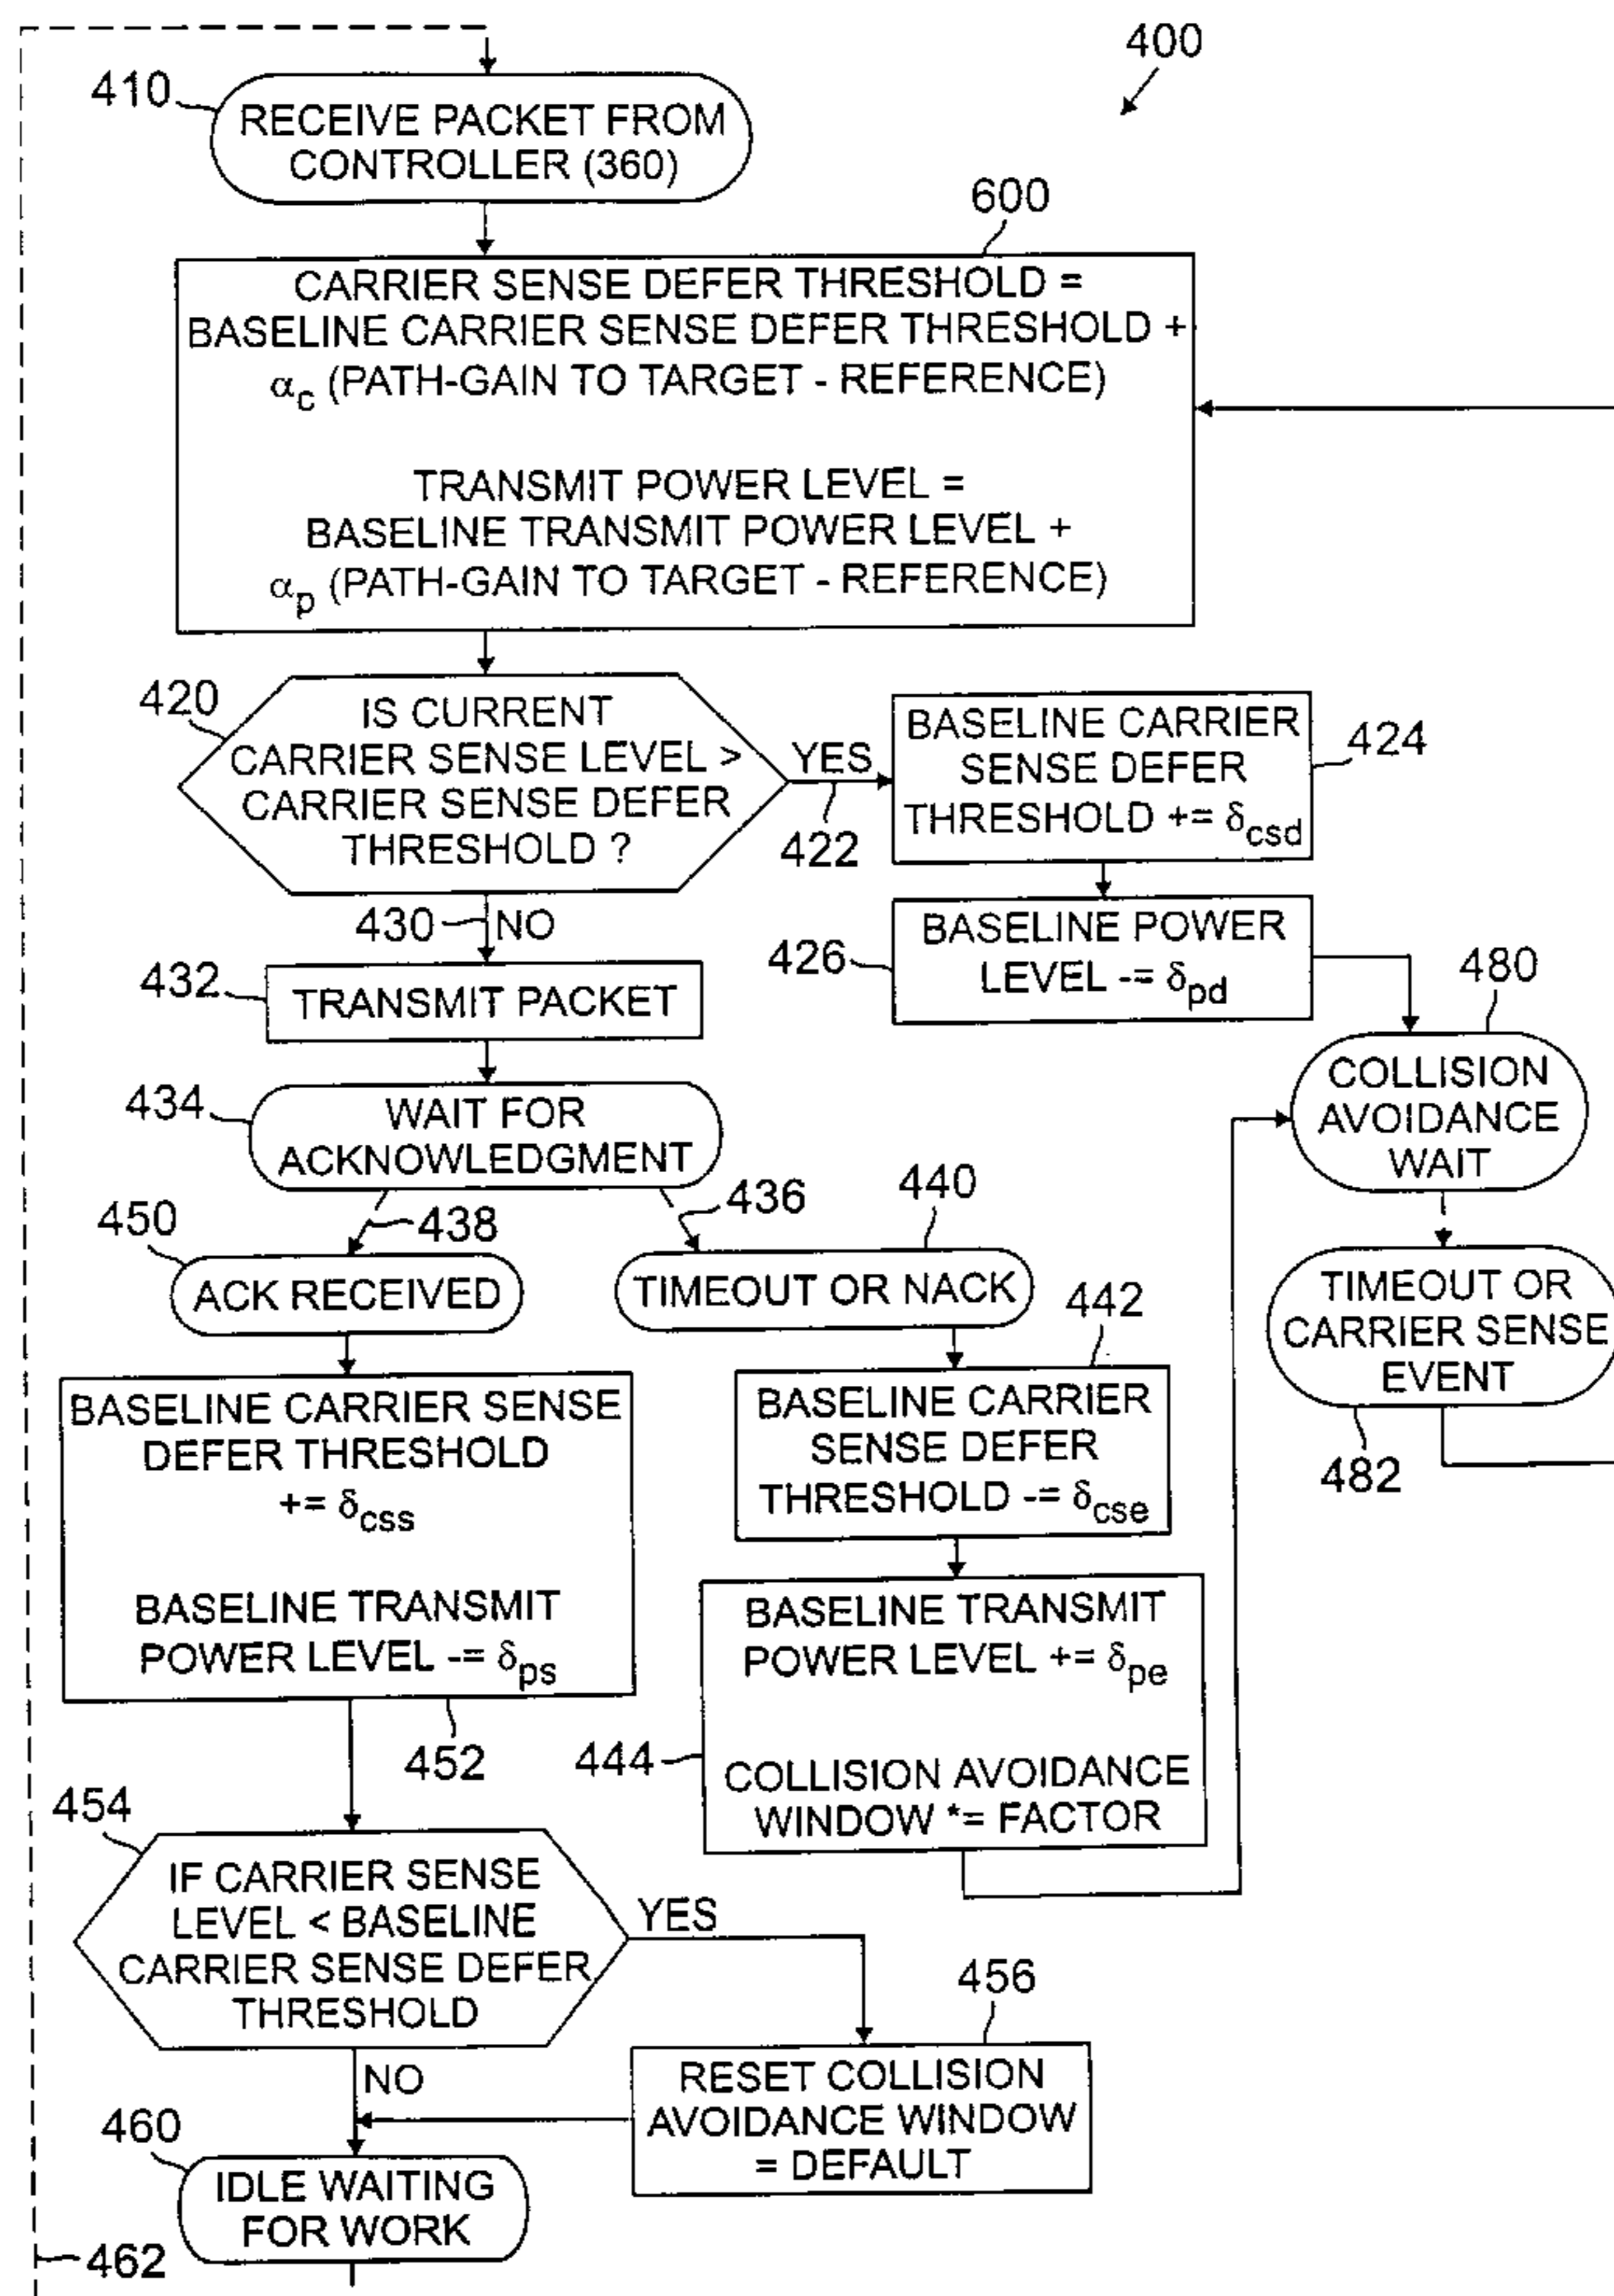 400
410
RECEIVE PACKET FROM
CONTROLLER (360)
600
CARRIER SENSE DEFER THRESHOLD =
BASELINE CARRIER SENSE DEFER THRESHOLD +
αc (PATH-GAIN TO TARGET - REFERENCE)
TRANSMIT POWER LEVEL =
BASELINE TRANSMIT POWER LEVEL +
αp (PATH-GAIN TO TARGET - REFERENCE)
420
IS CURRENT
CARRIER SENSE LEVEL >
CARRIER SENSE DEFER
THRESHOLD ?
YES
422
BASELINE CARRIER
SENSE DEFER
THRESHOLD += δcsd
424
430
NO
426
BASELINE POWER
LEVEL -= δpd
432
TRANSMIT PACKET
480
COLLISION
AVOIDANCE
WAIT
434
WAIT FOR
ACKNOWLEDGMENT
438
436
450
ACK RECEIVED
440
TIMEOUT OR NACK
TIMEOUT OR
CARRIER SENSE
EVENT
482
442
BASELINE CARRIER SENSE
DEFER THRESHOLD
+= δcss
BASELINE TRANSMIT
POWER LEVEL -= δps
452
BASELINE CARRIER
SENSE DEFER
THRESHOLD -= δcse
444
BASELINE TRANSMIT
POWER LEVEL += δpe
COLLISION AVOIDANCE
WINDOW *= FACTOR
454
IF CARRIER SENSE
LEVEL < BASELINE
CARRIER SENSE DEFER
THRESHOLD
YES
456
NO
RESET COLLISION
AVOIDANCE WINDOW
= DEFAULT
460
IDLE WAITING
FOR WORK
462